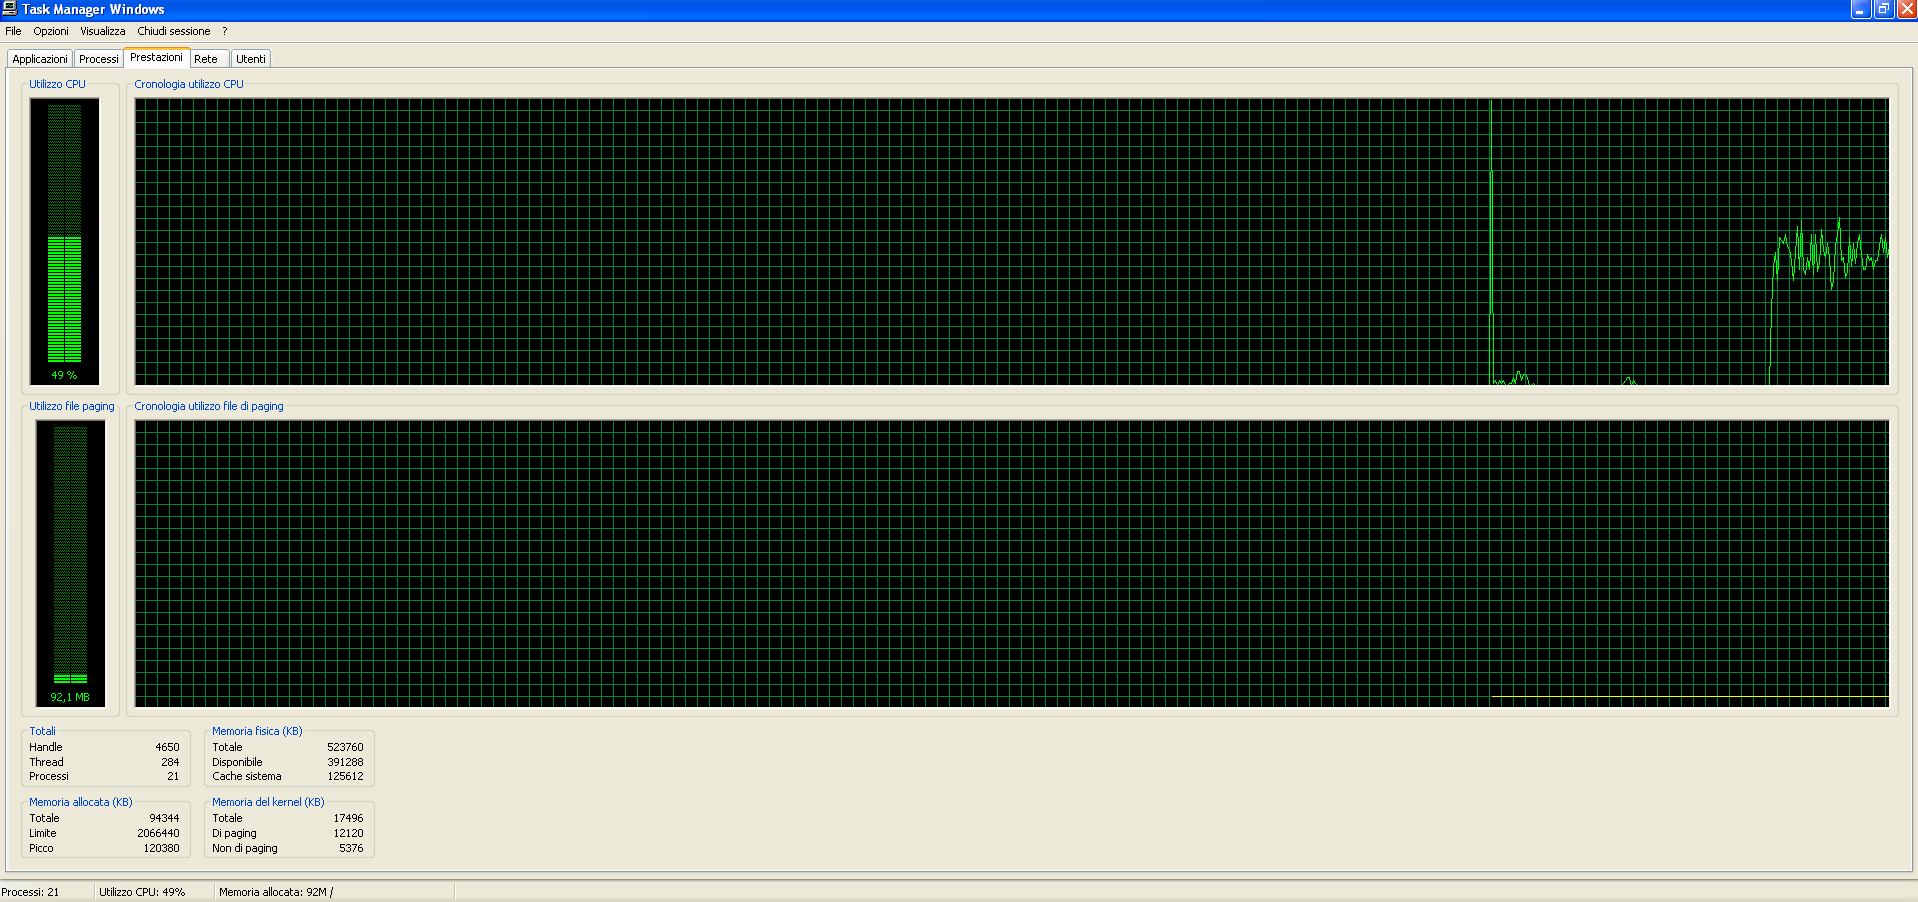 Task Manager Windows
File Opzioni Visualizza Chiudi sessione ?
Applicazioni Processi Prestazioni Rete Utenti
Utilizzo CPU
Cronologia utilizzo CPU
49 %
Utilizzo file paging
Cronologia utilizzo file di paging
92,1 MB
Totali
Handle 4650
Thread 284
Processi 21
Memoria fisica (KB)
Totale 523760
Disponibile 391288
Cache sistema 125612
Memoria allocata (KB)
Totale 94344
Limite 2066440
Picco 120380
Memoria del kernel (KB)
Totale 17496
Di paging 12120
Non di paging 5376
Processi: 21 Utilizzo CPU: 49% Memoria allocata: 92M /